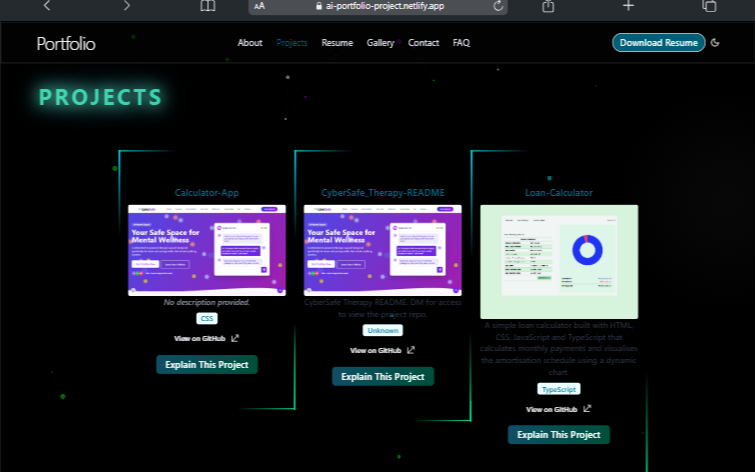 AA ai-portfolio-project.netlify.app
Portfolio About Projects Resume Gallery Contact FAQ Download Resume
PROJECTS
Calculator-App
Your Safe Space for
Mental Wellness
No description provided.
CSS
View on GitHub
Explain This Project
CyberSafe_Therapy-README
Your Safe Space for
Mental Wellness
CyberSafe Therapy README. DM for access
to view the project repo.
Unknown
View on GitHub
Explain This Project
Loan-Calculator
A simple loan calculator built with HTML,
CSS, JavaScript and TypeScript that
calculates monthly payments and visualises
the amortisation schedule using a dynamic
chart.
TypeScript
View on GitHub
Explain This Project